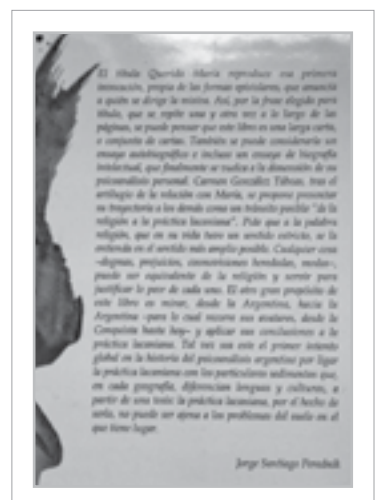 El título Querida María reproduce esa primera
invocación, propia de las formas epistolares, que anuncia
a quién se dirige la misiva. Así, por la frase elegida para
título, que se repite una y otra vez a lo largo de las
páginas, se puede pensar que este libro es una larga carta,
o conjunto de cartas. También se puede considerarlo un
ensayo autobiográfico e incluso un ensayo de biografía
intelectual, que finalmente se vuelca a la dimensión de su
psicoanálisis personal. Carmen González Táboas, tras el
artilugio de la relación con María, se propone presentar
su trayectoria a los demás como un tránsito posible "de la
religión a la práctica lacaniana". Pide que a la palabra
religión, que en su vida tuvo un sentido estricto, se la
entienda en el sentido más amplio posible. Cualquier cosa
–dogmas, prejuicios, heredadas, modas–,
puede ser equivalente de la religión y servir para
justificar lo peor de cada uno. El otro gran propósito de
este libro es mirar, desde la Argentina, hacia la
Argentina –para lo cual recorre sus avatares, desde la
Conquista hasta hoy– y aplicar sus conclusiones a la
práctica lacaniana. Tal vez sea este el primer intento
global en la historia del psicoanálisis argentino por ligar
la práctica lacaniana con los particulares sedimentos que,
en cada geografía, diferencian lenguas y culturas, a
partir de una tesis: la práctica lacaniana, por el hecho de
serlo, no puede ser ajena a los problemas del suelo en el
que tiene lugar.
Jorge Santiago Perednik